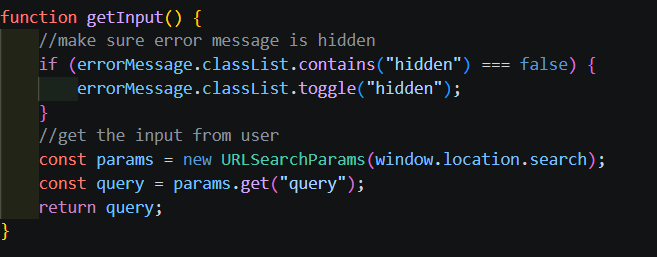 function getInput() {
    //make sure error message is hidden
    if (errorMessage.classList.contains("hidden") === false) {
        errorMessage.classList.toggle("hidden");
    }
    //get the input from user
    const params = new URLSearchParams(window.location.search);
    const query = params.get("query");
    return query;
}